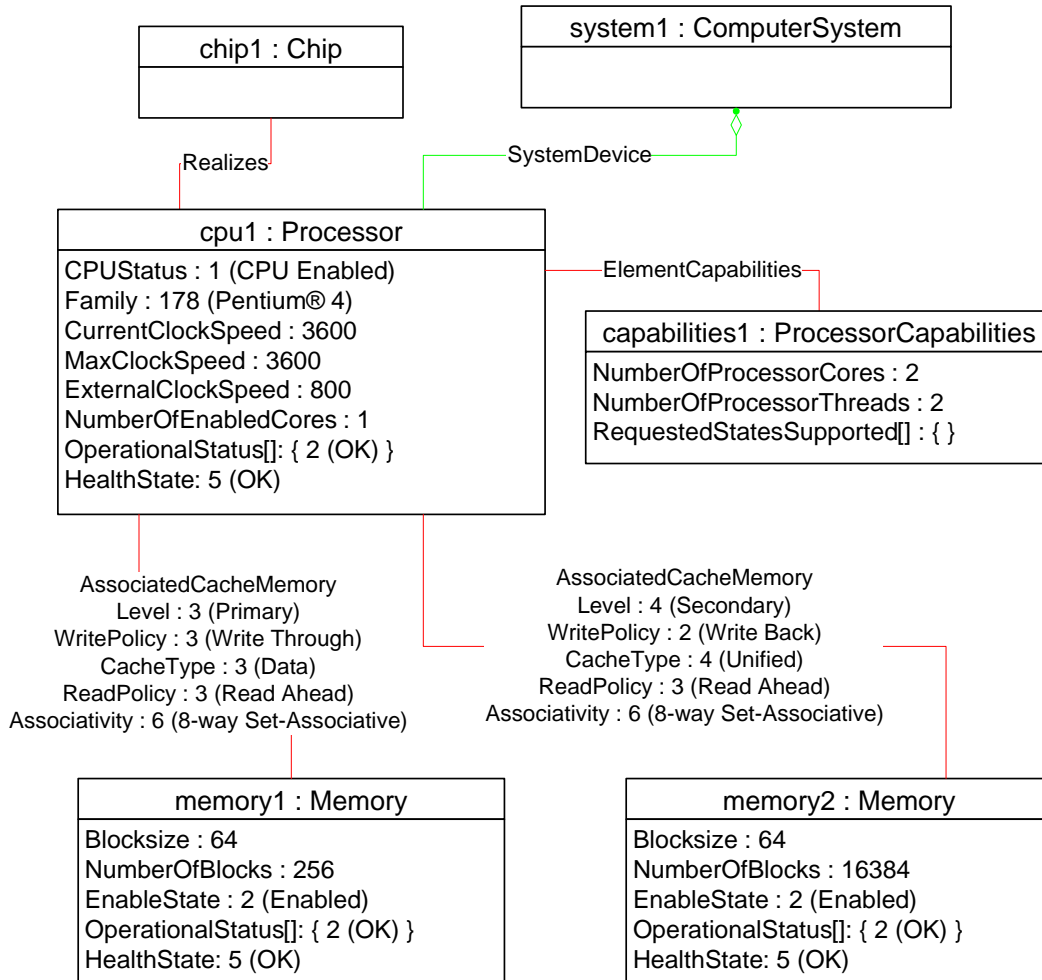 chip1 : Chip
system1 : ComputerSystem
Realizes
SystemDevice
cpu1 : Processor
CPUStatus : 1 (CPU Enabled)
Family : 178 (Pentium® 4)
CurrentClockSpeed : 3600
MaxClockSpeed : 3600
ExternalClockSpeed : 800
NumberOfEnabledCores : 1
OperationalStatus[]: { 2 (OK) }
HealthState: 5 (OK)
ElementCapabilities
capabilities1 : ProcessorCapabilities
NumberOfProcessorCores : 2
NumberOfProcessorThreads : 2
RequestedStatesSupported[] : { }
AssociatedCacheMemory
Level : 3 (Primary)
WritePolicy : 3 (Write Through)
CacheType : 3 (Data)
ReadPolicy : 3 (Read Ahead)
Associativity : 6 (8-way Set-Associative)
AssociatedCacheMemory
Level : 4 (Secondary)
WritePolicy : 2 (Write Back)
CacheType : 4 (Unified)
ReadPolicy : 3 (Read Ahead)
Associativity : 6 (8-way Set-Associative)
memory1 : Memory
Blocksize : 64
NumberOfBlocks : 256
EnableState : 2 (Enabled)
OperationalStatus[]: { 2 (OK) }
HealthState: 5 (OK)
memory2 : Memory
Blocksize : 64
NumberOfBlocks : 16384
EnableState : 2 (Enabled)
OperationalStatus[]: { 2 (OK) }
HealthState: 5 (OK)